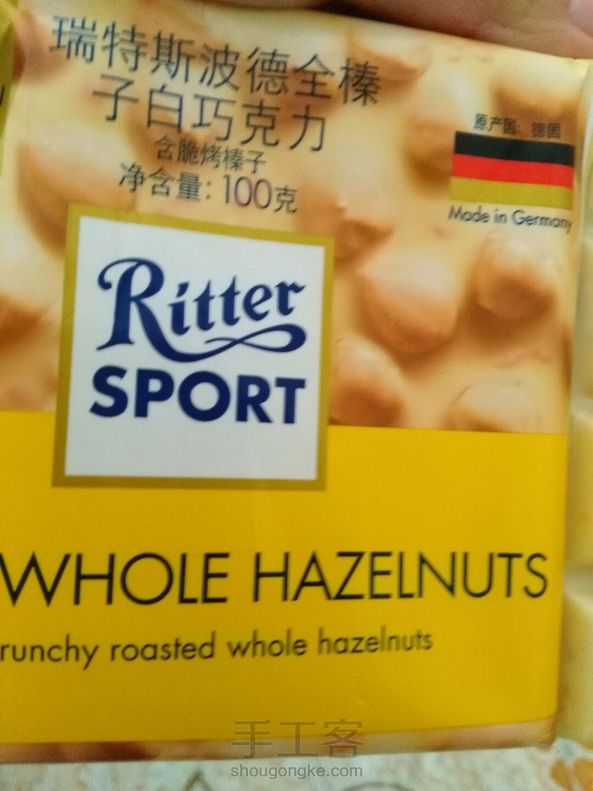 瑞特斯波德全榛
子白巧克力
含脆烤榛子
净含量：100克
原产国：德国
Made in Germany
Ritter
SPORT
WHOLE HAZELNUTS
runchy roasted whole hazelnuts
手工客
shougongke.com